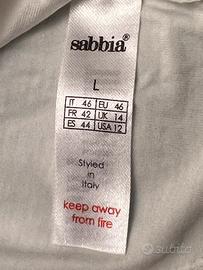 sabbia®
L
IT 46 EU 46
FR 42 UK 14
ES 44 USA 12
Styled
in
Italy
keep away
from fire
subito